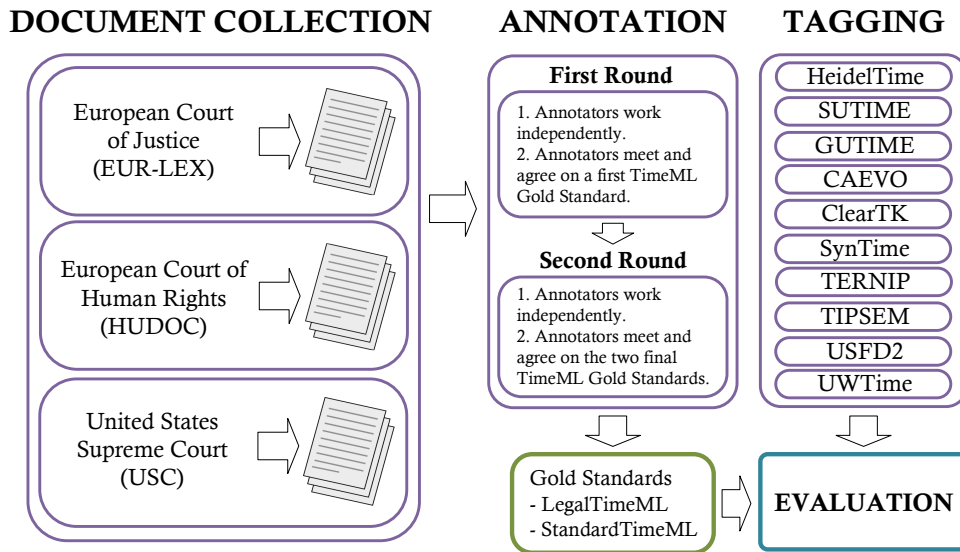 DOCUMENT COLLECTION
European Court
of Justice
(EUR-LEX)
European Court of
Human Rights
(HUDOC)
United States
Supreme Court
(USC)
ANNOTATION
First Round
1. Annotators work
independently.
2. Annotators meet and
agree on a first TimeML
Gold Standard.
Second Round
1. Annotators work
independently.
2. Annotators meet and
agree on the two final
TimeML Gold Standards.
Gold Standards
- LegalTimeML
- StandardTimeML
TAGGING
HeidelTime
SUTIME
GUTIME
CAEVO
ClearTK
SynTime
TERNIP
TIPSEM
USFD2
UWTime
EVALUATION